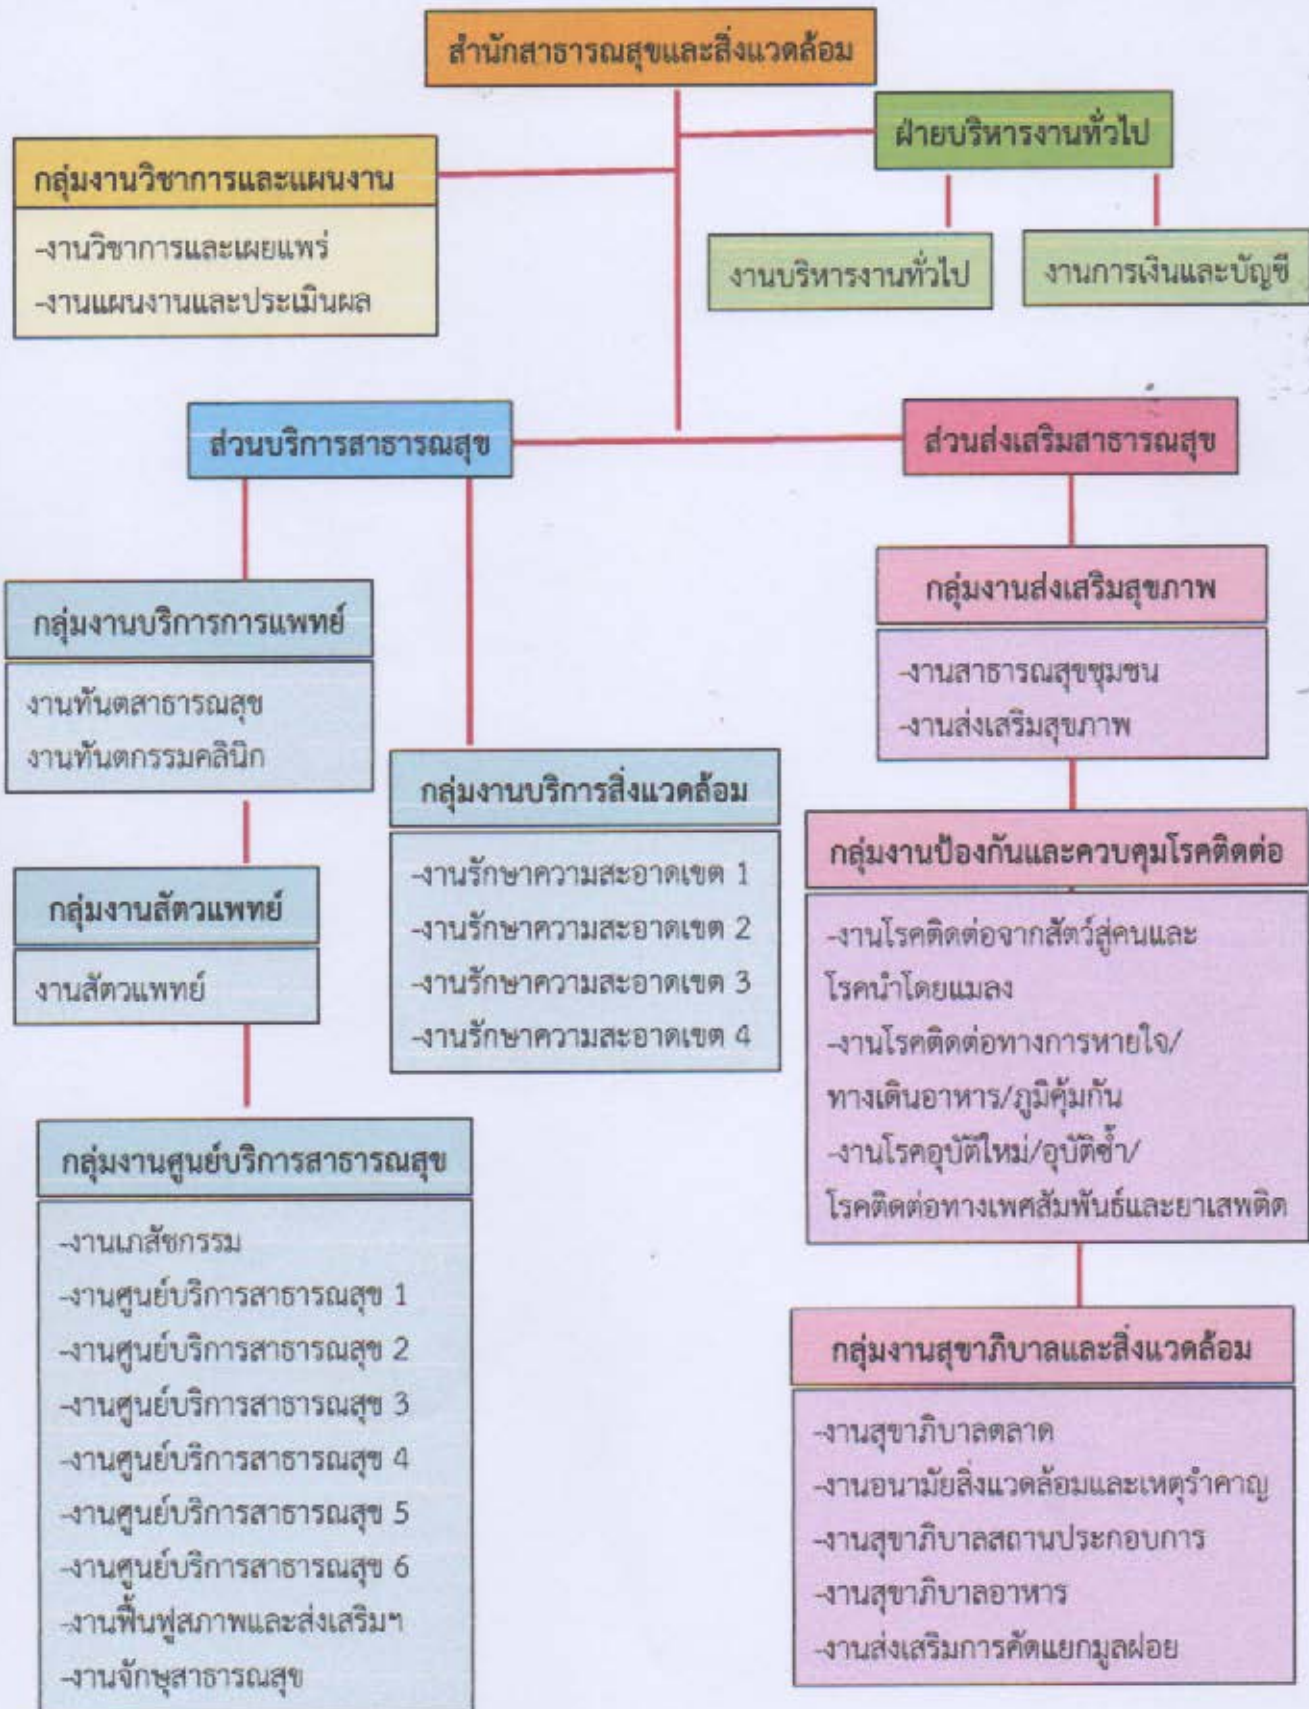 สำนักสาธารณสุขและสิ่งแวดล้อม
ฝ่ายบริหารงานทั่วไป
กลุ่มงานวิชาการและแผนงาน
-งานวิชาการและเผยแพร่
-งานแผนงานและประเมินผล
งานบริหารงานทั่วไป
งานการเงินและบัญชี
ส่วนบริการสาธารณสุข
ส่วนส่งเสริมสาธารณสุข
กลุ่มงานบริการการแพทย์
งานทันตสาธารณสุข
งานทันตกรรมคลินิก
กลุ่มงานสัตวแพทย์
งานสัตวแพทย์
กลุ่มงานศูนย์บริการสาธารณสุข
-งานเภสัชกรรม
-งานศูนย์บริการสาธารณสุข 1
-งานศูนย์บริการสาธารณสุข 2
-งานศูนย์บริการสาธารณสุข 3
-งานศูนย์บริการสาธารณสุข 4
-งานศูนย์บริการสาธารณสุข 5
-งานศูนย์บริการสาธารณสุข 6
-งานฟื้นฟูสภาพและส่งเสริมฯ
-งานจักษุสาธารณสุข
กลุ่มงานบริการสิ่งแวดล้อม
-งานรักษาความสะอาดเขต 1
-งานรักษาความสะอาดเขต 2
-งานรักษาความสะอาดเขต 3
-งานรักษาความสะอาดเขต 4
กลุ่มงานส่งเสริมสุขภาพ
-งานสาธารณสุขชุมชน
-งานส่งเสริมสุขภาพ
กลุ่มงานป้องกันและควบคุมโรคติดต่อ
-งานโรคติดต่อจากสัตว์สู่คนและ
โรคนำโดยแมลง
-งานโรคติดต่อทางการหายใจ/
ทางเดินอาหาร/ภูมิคุ้มกัน
-งานโรคอุบัติใหม่/อุบัติซ้ำ/
โรคติดต่อทางเพศสัมพันธ์และยาเสพติด
กลุ่มงานสุขาภิบาลและสิ่งแวดล้อม
-งานสุขาภิบาลตลาด
-งานอนามัยสิ่งแวดล้อมและเหตุรำคาญ
-งานสุขาภิบาลสถานประกอบการ
-งานสุขาภิบาลอาหาร
-งานส่งเสริมการคัดแยกมูลฝอย